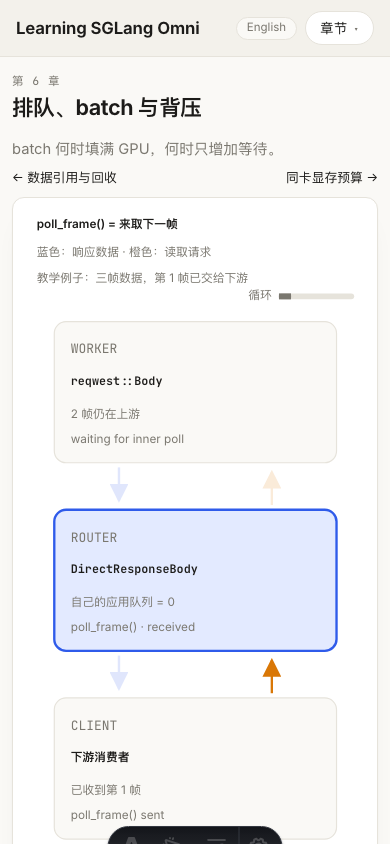 Learning SGLang Omni
English
章节
第 6 章
排队、batch 与背压
batch 何时填满 GPU，何时只增加等待。
← 数据引用与回收
同卡显存预算 →
poll_frame() = 来取下一帧
蓝色：响应数据 · 橙色：读取请求
教学例子：三帧数据，第 1 帧已交给下游
循环
WORKER
reqwest::Body
2 帧仍在上游
waiting for inner poll
ROUTER
DirectResponseBody
自己的应用队列 = 0
poll_frame() · received
CLIENT
下游消费者
已收到第 1 帧
poll_frame() sent